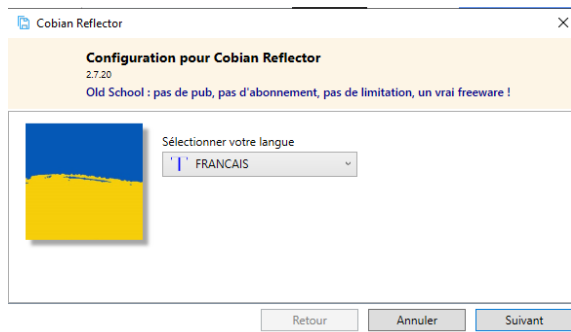 Cobian Reflector
Configuration pour Cobian Reflector
2.7.20
Old School : pas de pub, pas d'abonnement, pas de limitation, un vrai freeware !
Sélectionner votre langue
FRANCAIS
Retour Annuler Suivant